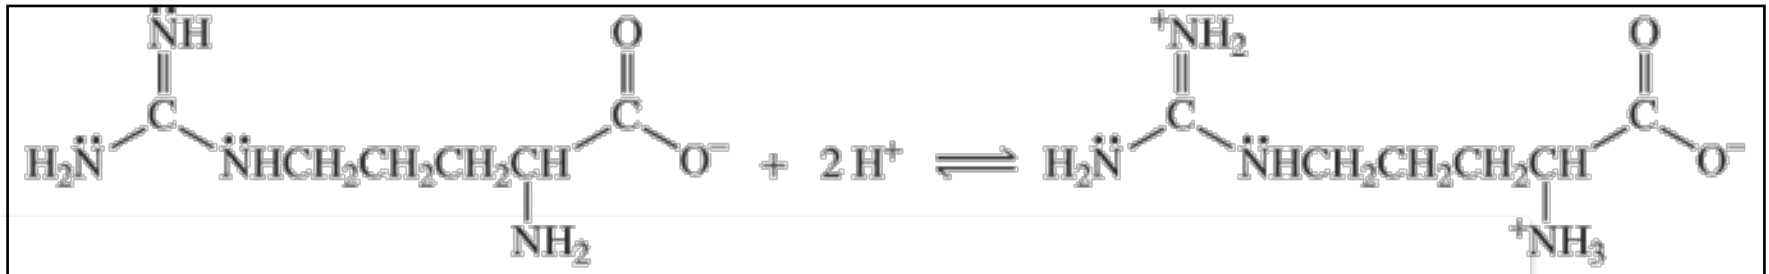 NH O +NH₂ O
C C C C
H₂N NHCH₂CH₂CH₂CH O⁻ + 2 H⁺ ⇌ H₂N NHCH₂CH₂CH₂CH O⁻
NH₂ +NH₃